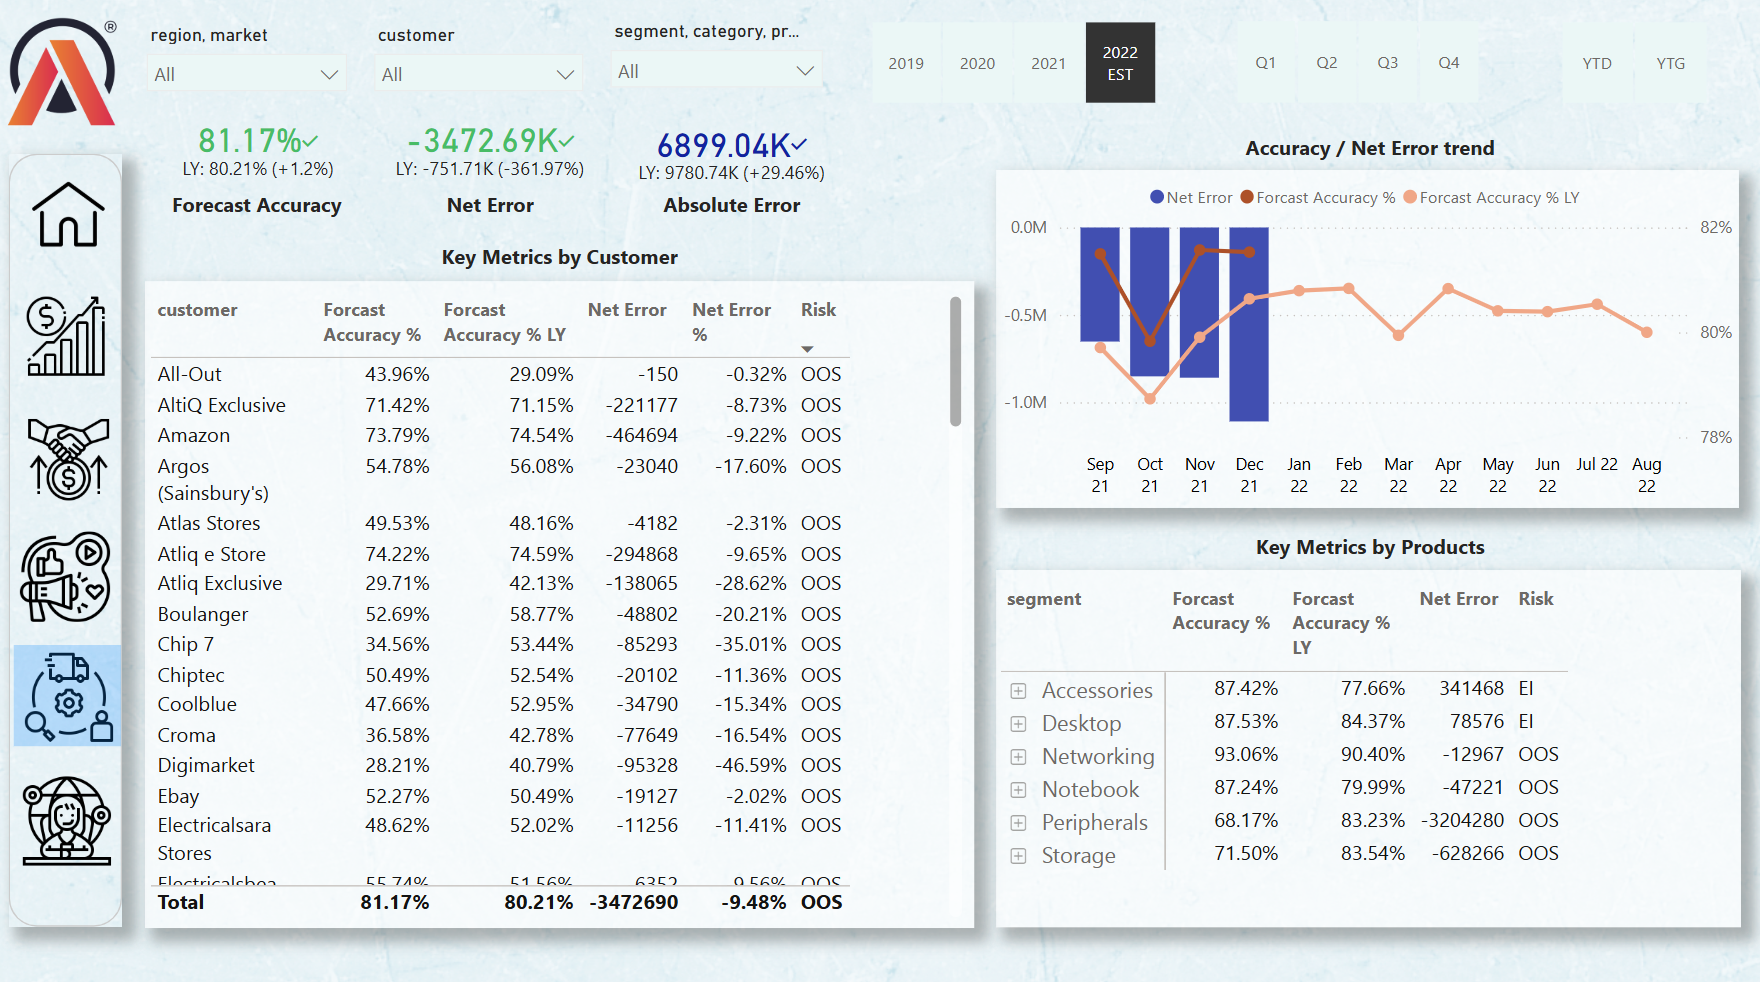 ®
region, market
customer
segment, category, pr...
All
All
All
2019
2020
2021
2022
EST
Q1
Q2
Q3
Q4
YTD
YTG
81.17%
LY: 80.21% (+1.2%)
Forecast Accuracy
-3472.69K
LY: -751.71K (-361.97%)
Net Error
6899.04K
LY: 9780.74K (+29.46%)
Absolute Error
Key Metrics by Customer
customer Forcast Accuracy % Forcast Accuracy % LY Net Error Net Error % Risk
All-Out 43.96% 29.09% -150 -0.32% OOS
AltiQ Exclusive 71.42% 71.15% -221177 -8.73% OOS
Amazon 73.79% 74.54% -464694 -9.22% OOS
Argos 54.78% 56.08% -23040 -17.60% OOS
(Sainsbury's)
Atlas Stores 49.53% 48.16% -4182 -2.31% OOS
Atliq e Store 74.22% 74.59% -294868 -9.65% OOS
Atliq Exclusive 29.71% 42.13% -138065 -28.62% OOS
Boulanger 52.69% 58.77% -48802 -20.21% OOS
Chip 7 34.56% 53.44% -85293 -35.01% OOS
Chiptec 50.49% 52.54% -20102 -11.36% OOS
Coolblue 47.66% 52.95% -34790 -15.34% OOS
Croma 36.58% 42.78% -77649 -16.54% OOS
Digimarket 28.21% 40.79% -95328 -46.59% OOS
Ebay 52.27% 50.49% -19127 -2.02% OOS
Electricalsara 48.62% 52.02% -11256 -11.41% OOS
Stores
55.74% 51.56% 6352 9.56% OOS
Total 81.17% 80.21% -3472690 -9.48% OOS
Accuracy / Net Error trend
Net Error Forcast Accuracy % Forcast Accuracy % LY
0.0M
-0.5M
-1.0M
82%
80%
78%
Sep 21
Oct 21
Nov 21
Dec 21
Jan 22
Feb 22
Mar 22
Apr 22
May 22
Jun 22
Jul 22
Aug 22
Key Metrics by Products
segment Forcast Accuracy % Forcast Accuracy % LY Net Error Risk
Accessories 87.42% 77.66% 341468 EI
Desktop 87.53% 84.37% 78576 EI
Networking 93.06% 90.40% -12967 OOS
Notebook 87.24% 79.99% -47221 OOS
Peripherals 68.17% 83.23% -3204280 OOS
Storage 71.50% 83.54% -628266 OOS